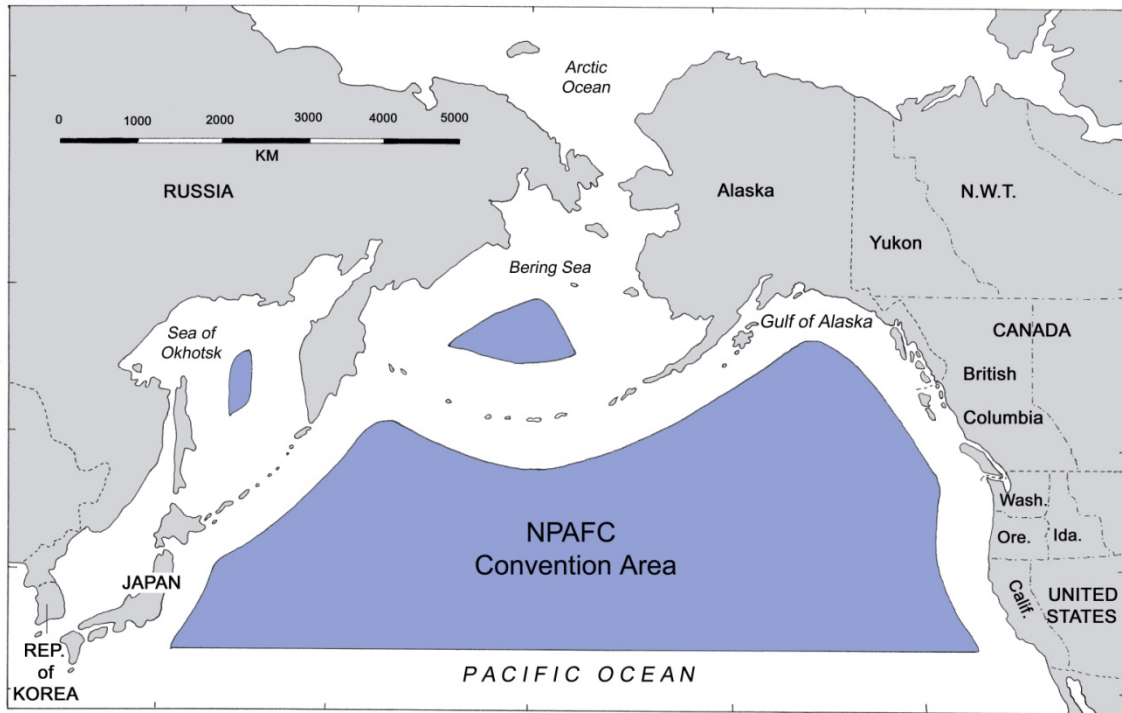 Arctic
Ocean
0 1000 2000 3000 4000 5000
KM
RUSSIA
Alaska
N.W.T.
Yukon
Bering Sea
Sea of
Okhotsk
Gulf of Alaska
CANADA
British
Columbia
Wash.
Ore.
Ida.
NPAFC
Convention Area
JAPAN
Calif.
UNITED
STATES
REP.
of
KOREA
PACIFIC OCEAN